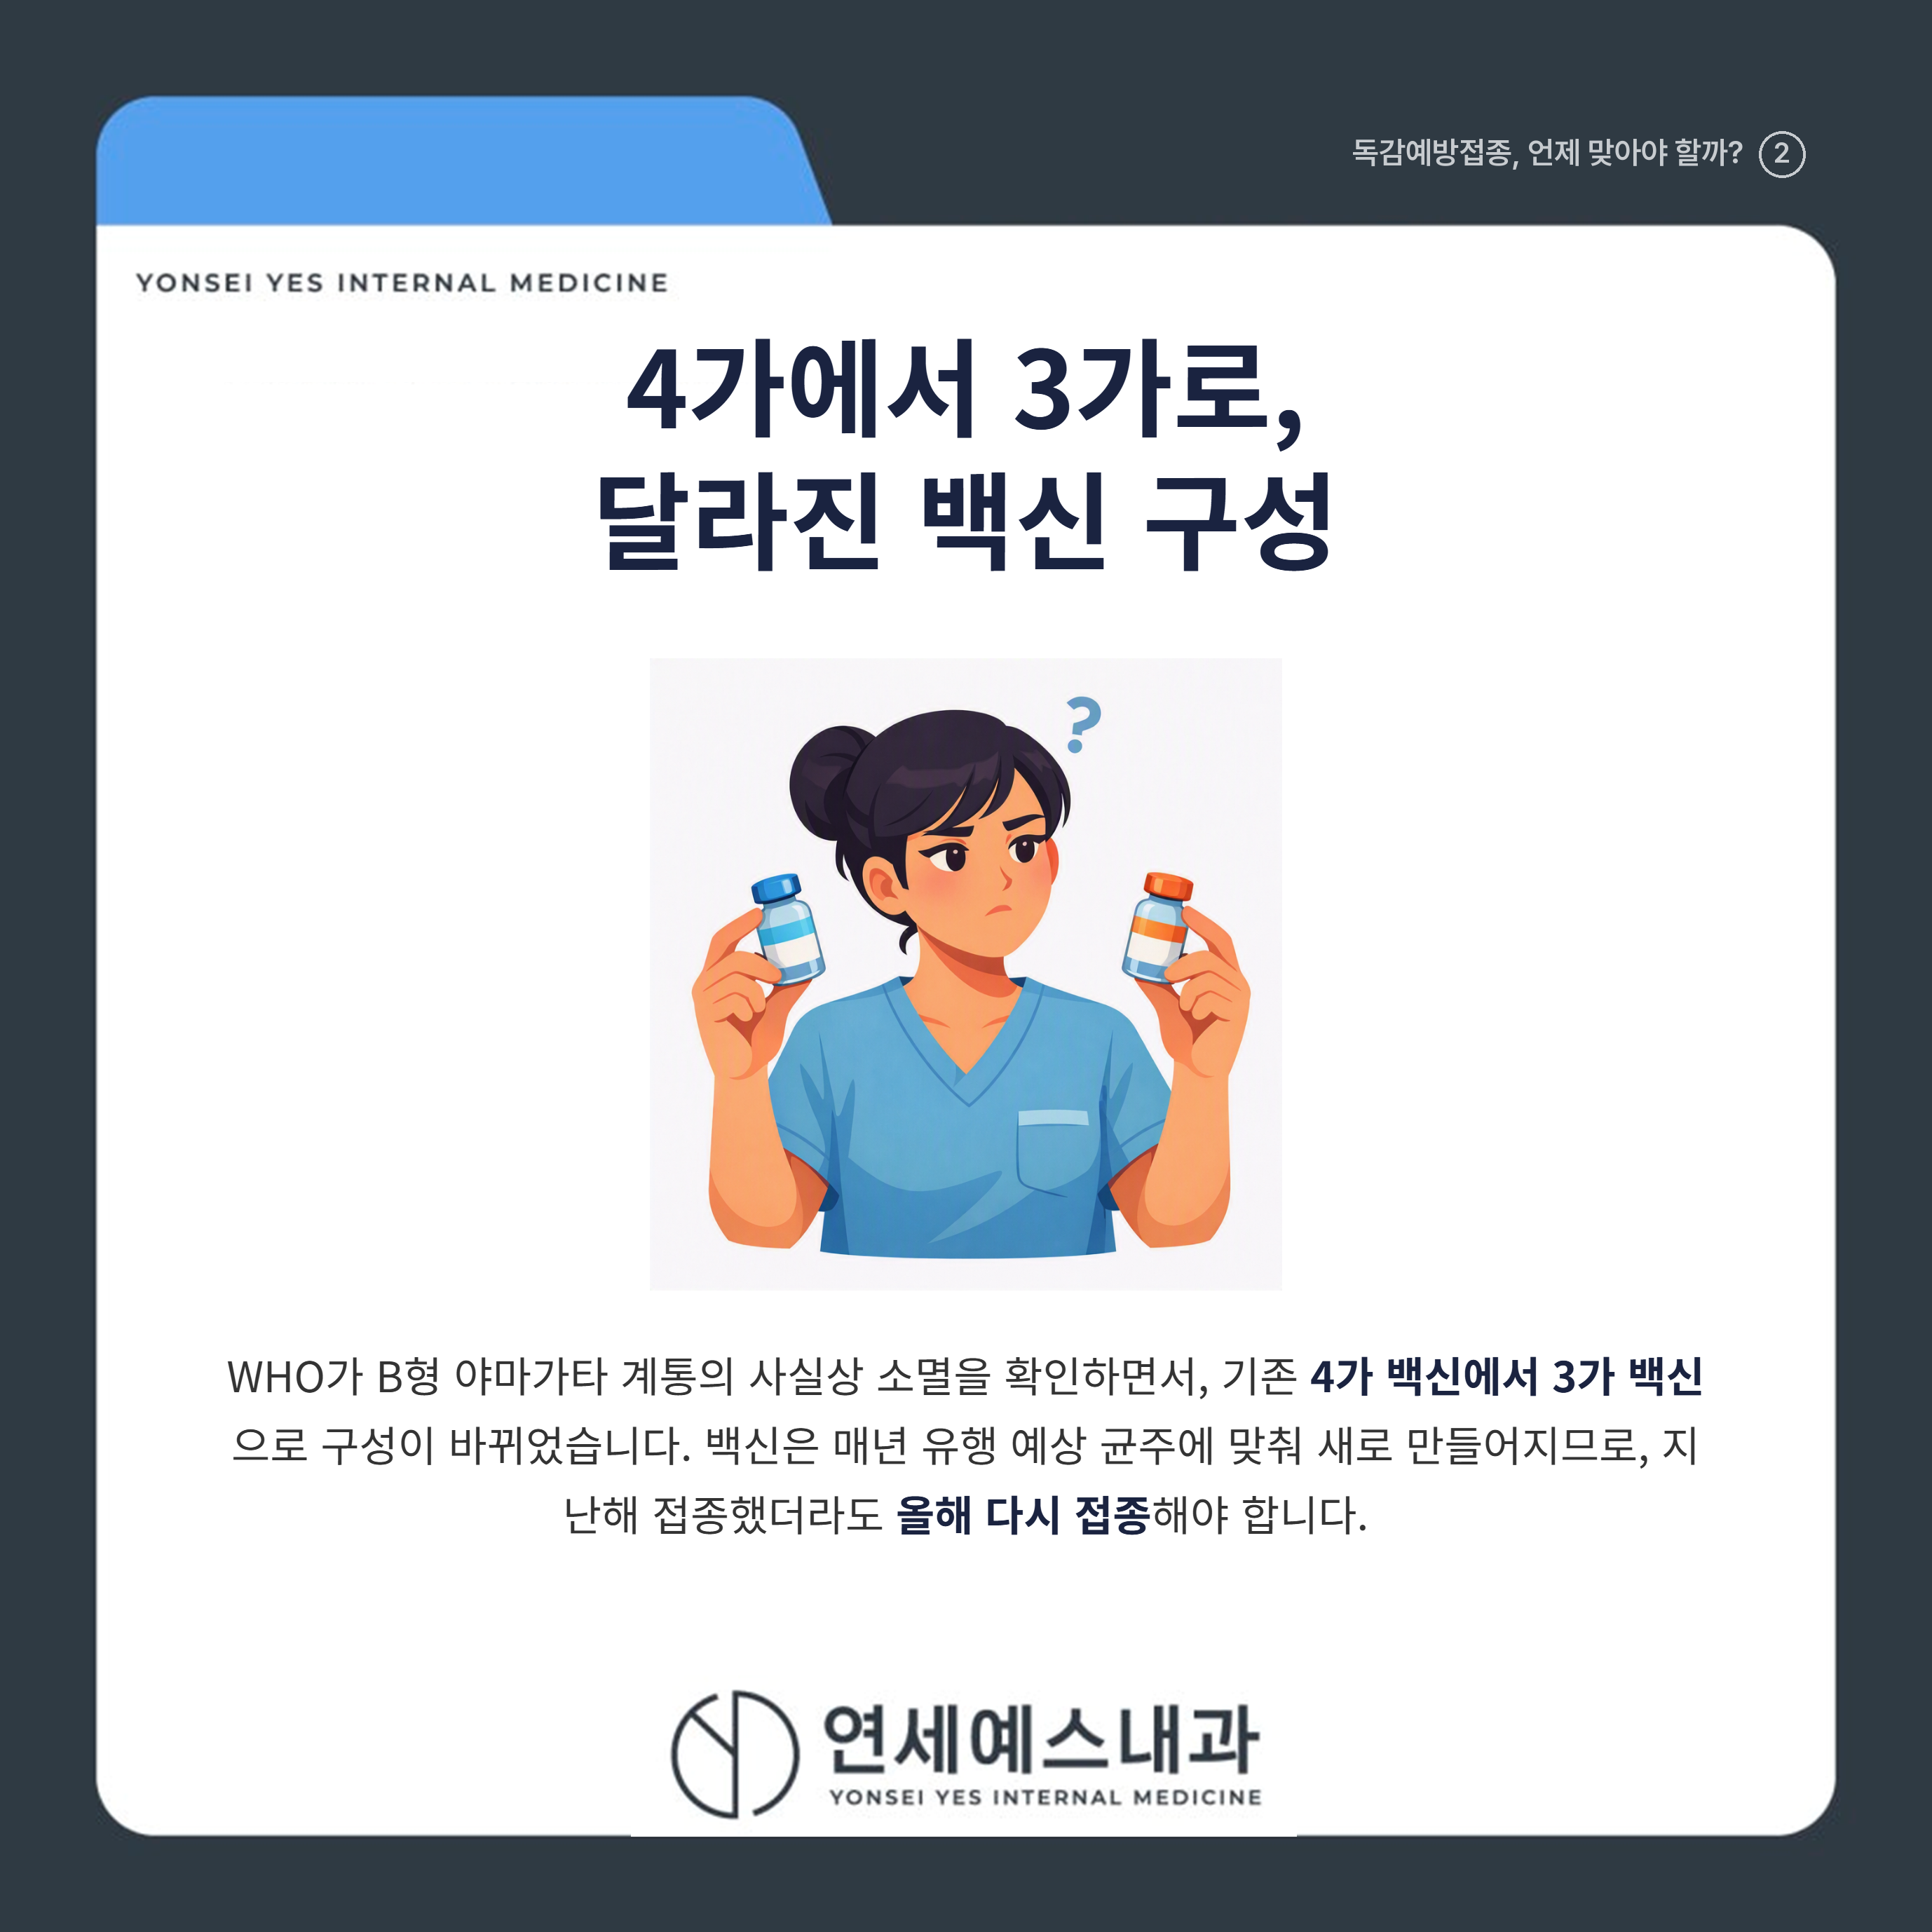 독감예방접종, 언제 맞아야 할까? ②
YONSEI YES INTERNAL MEDICINE
4가에서 3가로,
달라진 백신 구성
?
WHO가 B형 야마가타 계통의 사실상 소멸을 확인하면서, 기존 4가 백신에서 3가 백신
으로 구성이 바뀌었습니다. 백신은 매년 유행 예상 균주에 맞춰 새로 만들어지므로, 지
난해 접종했더라도 올해 다시 접종해야 합니다.
연세예스내과
YONSEI YES INTERNAL MEDICINE